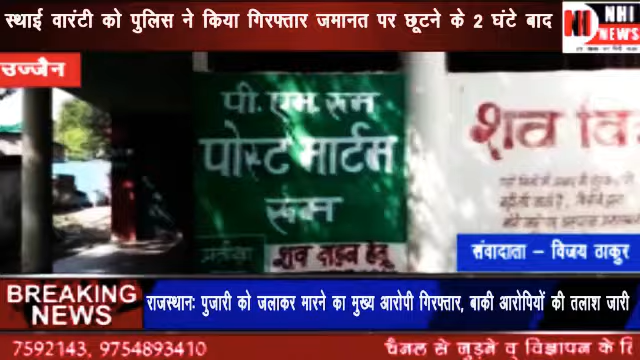 स्थाई वारंटी को पुलिस ने किया गिरफ्तार जमानत पर छूटने के 2 घंटे बाद
NHI
NEWS
उज्जैन
पी.एम.रुम
पोस्ट मार्टम
रूम
शव वि
प्रतीक्षा
शव वाहन हेतु
संवादाता – विजय ठाकुर
BREAKING
NEWS
राजस्थानः पुजारी को जलाकर मारने का मुख्य आरोपी गिरफ्तार, बाकी आरोपियों की तलाश जारी
7592143, 9754893410
चैनल से जुड़ने व विज्ञापन के लि